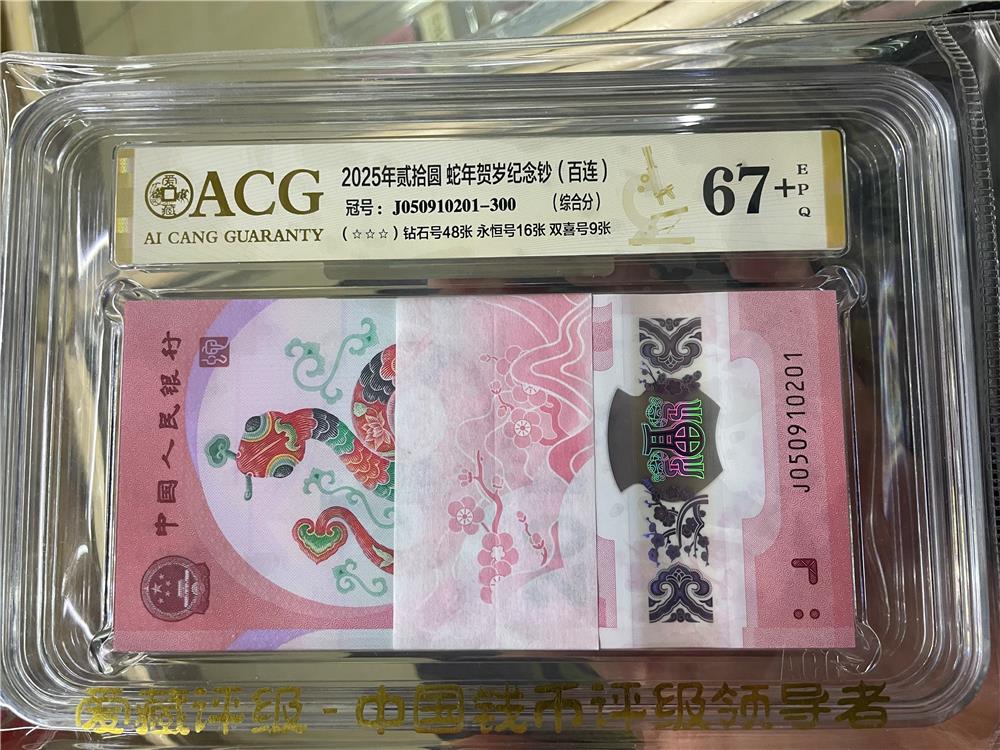 ACG
AI CANG GUARANTY
2025年贰拾圆 蛇年贺岁纪念钞（百连）
冠号：J050910201-300 （综合分）
（☆☆☆）钻石号48张 永恒号16张 双喜号9张
67+
EPQ
中国人民银行
福
J050910201
爱藏评级-中国钱币评级领导者